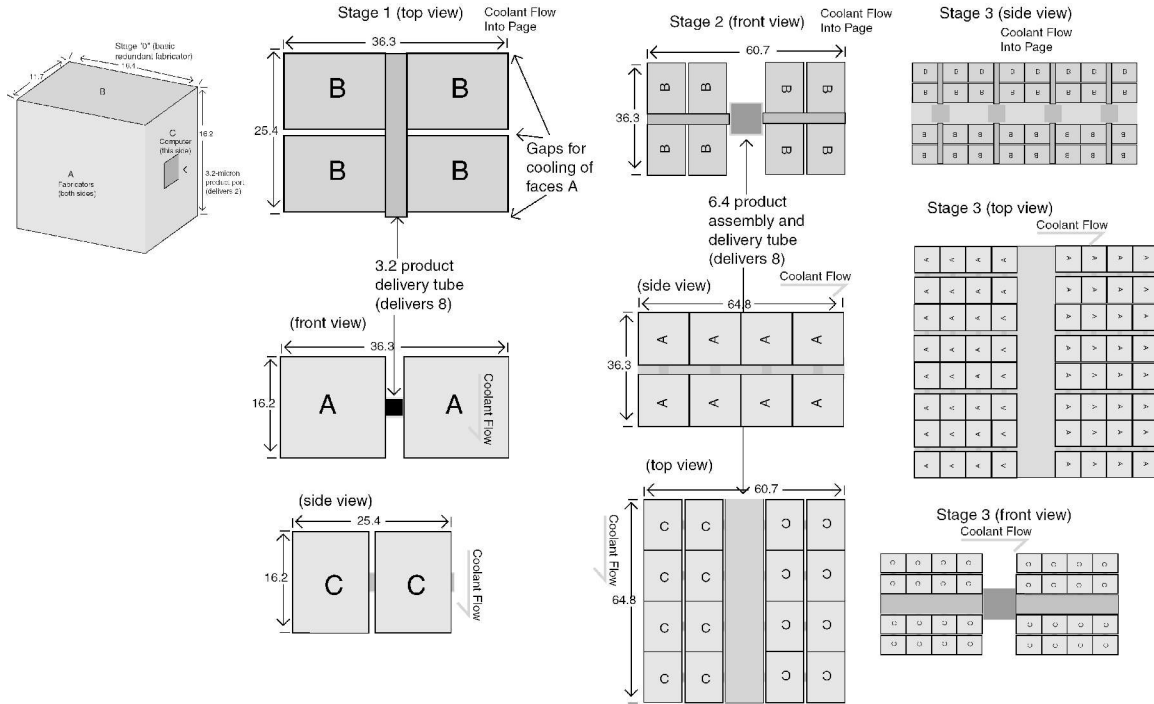 Stage "0" (basic
redundant fabricator)
11.7
16.4
B
C
Computer
(this side)
16.2
A
Fabricators
(both sides)
3.2-micron
product port
(delivers 2)
Stage 1 (top view)
Coolant Flow
Into Page
36.3
25.4
B
B
B
B
Gaps for
cooling of
faces A
3.2 product
delivery tube
(delivers 8)
(front view)
36.3
16.2
A
A
Coolant Flow
(side view)
25.4
16.2
C
C
Coolant Flow
Stage 2 (front view)
Coolant Flow
Into Page
60.7
36.3
B B B B
B B B B
6.4 product
assembly and
delivery tube
(delivers 8)
Coolant Flow
(side view)
64.8
36.3
A A A A
A A A A
(top view)
60.7
Coolant Flow
64.8
C C C C
C C C C
C C C C
C C C C
Stage 3 (side view)
Coolant Flow
Into Page
B B B B B B B B
B B B B B B B B
B B B B B B B B
B B B B B B B B
Stage 3 (top view)
Coolant Flow
A A A A A A A A
A A A A A A A A
A A A A A A A A
A A A A A A A A
A A A A A A A A
A A A A A A A A
A A A A A A A A
A A A A A A A A
Stage 3 (front view)
Coolant Flow
C C C C C C C C
C C C C C C C C
C C C C C C C C
C C C C C C C C